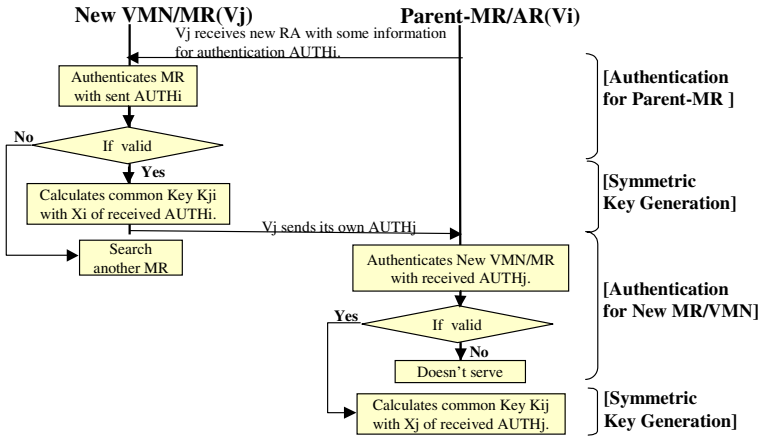 New VMN/MR(Vj)
Parent-MR/AR(Vi)
Vj receives new RA with some information
for authentication AUTHi.
Authenticates MR
with sent AUTHi
[Authentication
for Parent-MR ]
No
If valid
Yes
[Symmetric
Key Generation]
Calculates common Key Kji
with Xi of received AUTHi.
Vj sends its own AUTHj
Search
another MR
Authenticates New VMN/MR
with received AUTHj.
[Authentication
for New MR/VMN]
Yes
If valid
No
Doesn't serve
Calculates common Key Kij
with Xj of received AUTHj.
[Symmetric
Key Generation]